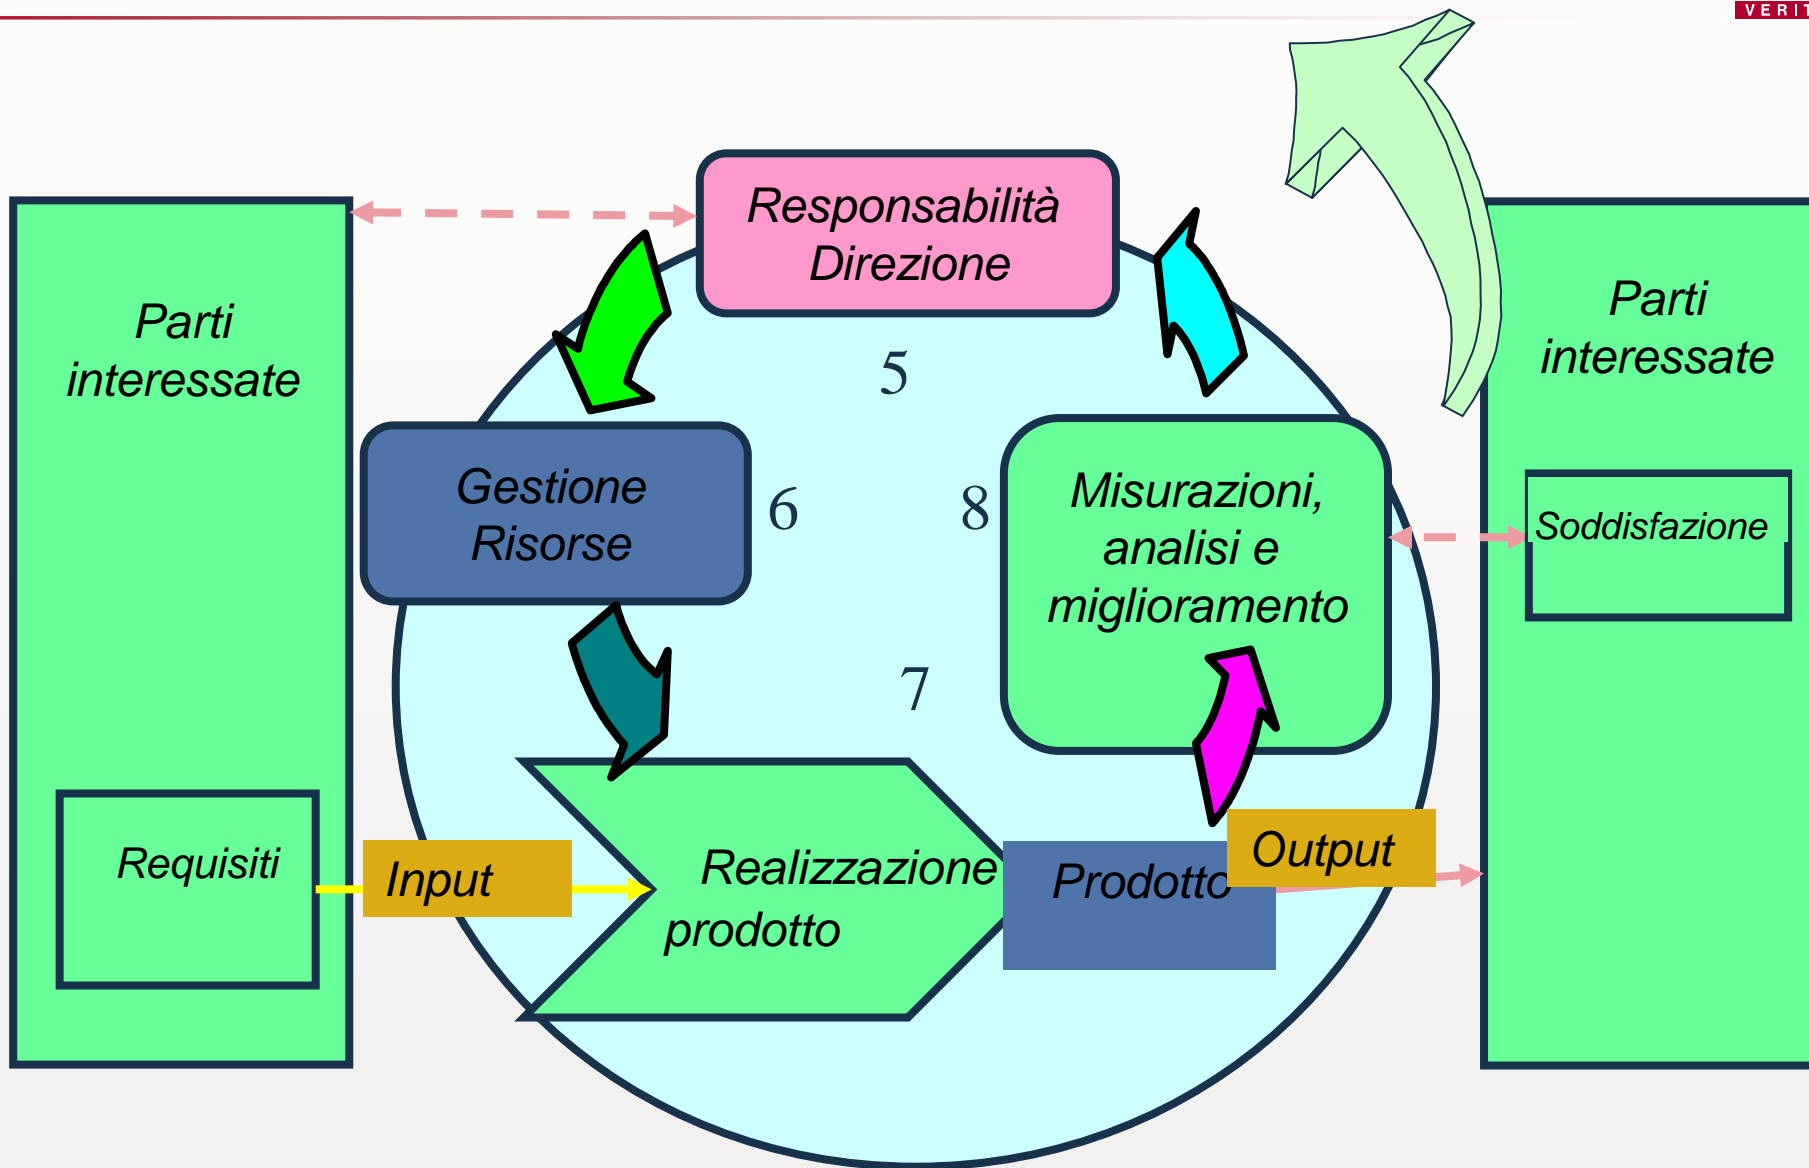 Responsabilità
Direzione
Parti
interessate
Parti
interessate
5
Gestione
Risorse
6
8
Misurazioni,
analisi e
miglioramento
Soddisfazione
7
Requisiti
Input
Realizzazione
prodotto
Prodotto
Output